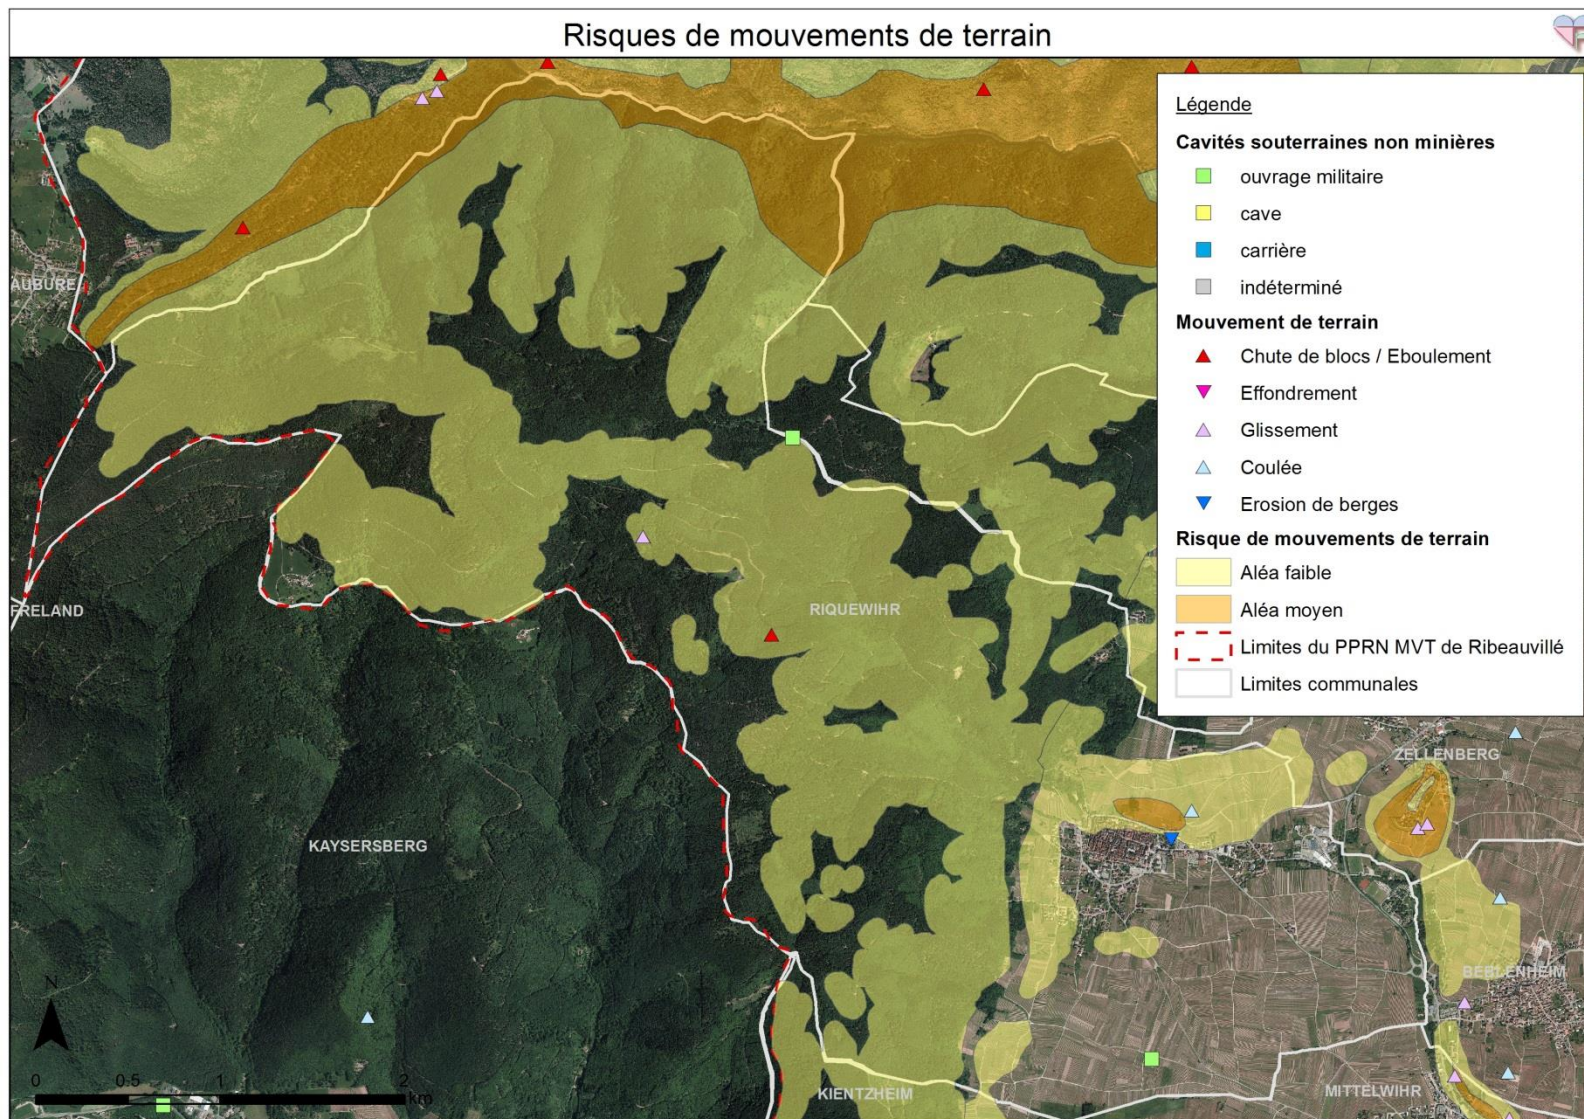 Risques de mouvements de terrain
Légende
Cavités souterraines non minières
ouvrage militaire
cave
carrière
indéterminé
Mouvement de terrain
Chute de blocs / Eboulement
Effondrement
Glissement
Coulée
Erosion de berges
Risque de mouvements de terrain
Aléa faible
Aléa moyen
Limites du PPRN MVT de Ribeauvillé
Limites communales
AUBURE
FRELAND
RIQUEWIHR
ZELLENBERG
KAYSERSBERG
BEBLENHEIM
N
0 0.5 1 2
km
KIENTZHEIM
MITTELWIHR